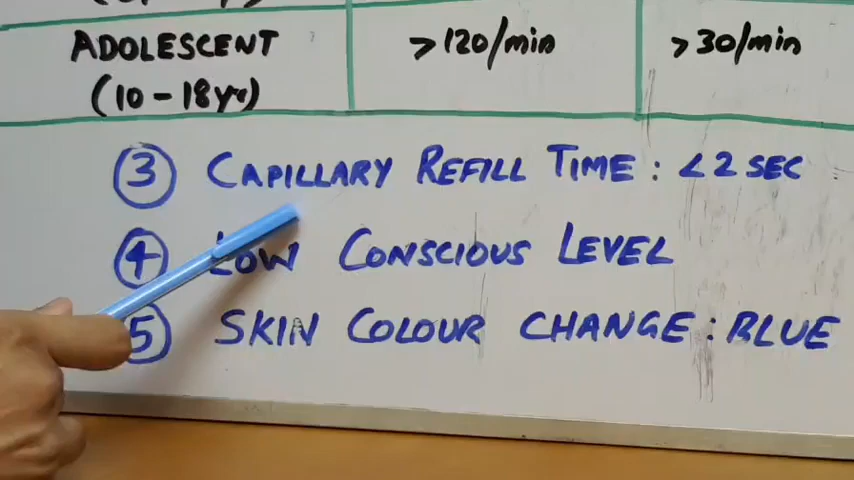 ADOLESCENT >120/min >30/min
(10-18yr)
3 CAPILLARY REFILL TIME : <2 SEC
4 LOW CONSCIOUS LEVEL
5 SKIN COLOUR CHANGE : BLUE